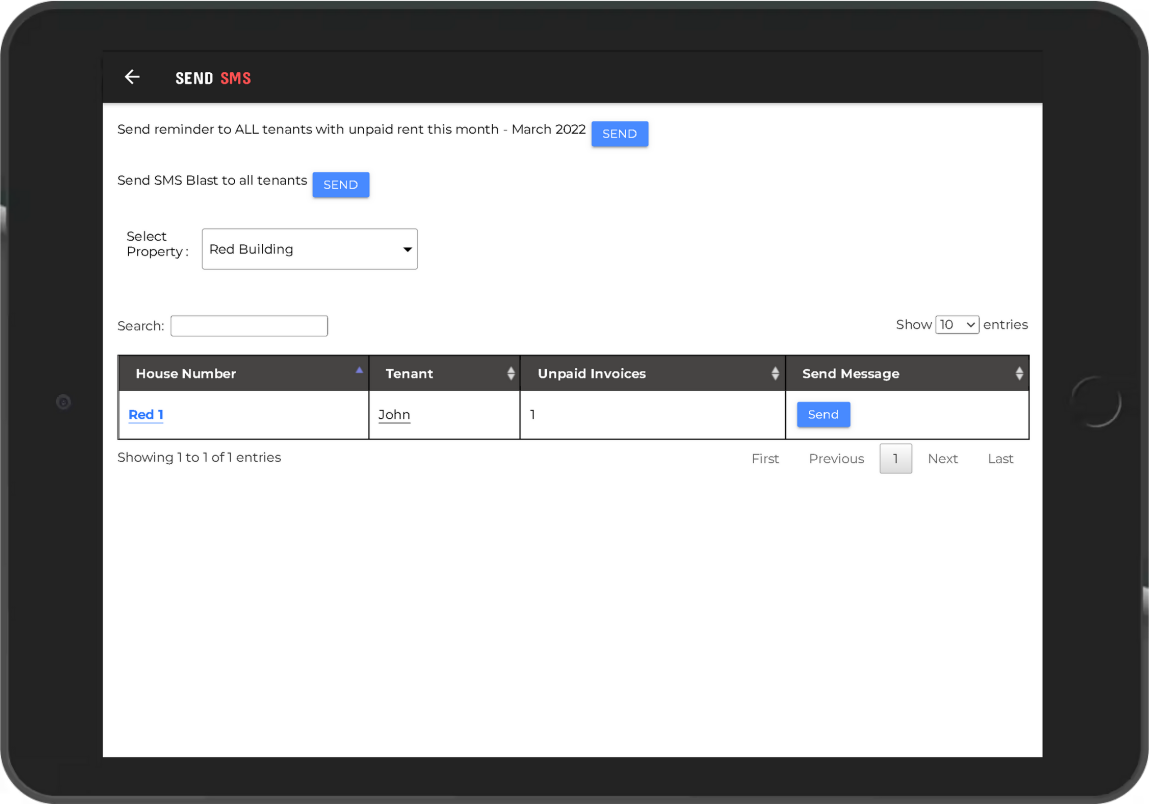 SEND SMS
Send reminder to ALL tenants with unpaid rent this month - March 2022 SEND
Send SMS Blast to all tenants SEND
Select
Property : Red Building
Search: Show 10 entries
House Number Tenant Unpaid Invoices Send Message
Red 1 John 1 Send
Showing 1 to 1 of 1 entries First Previous 1 Next Last